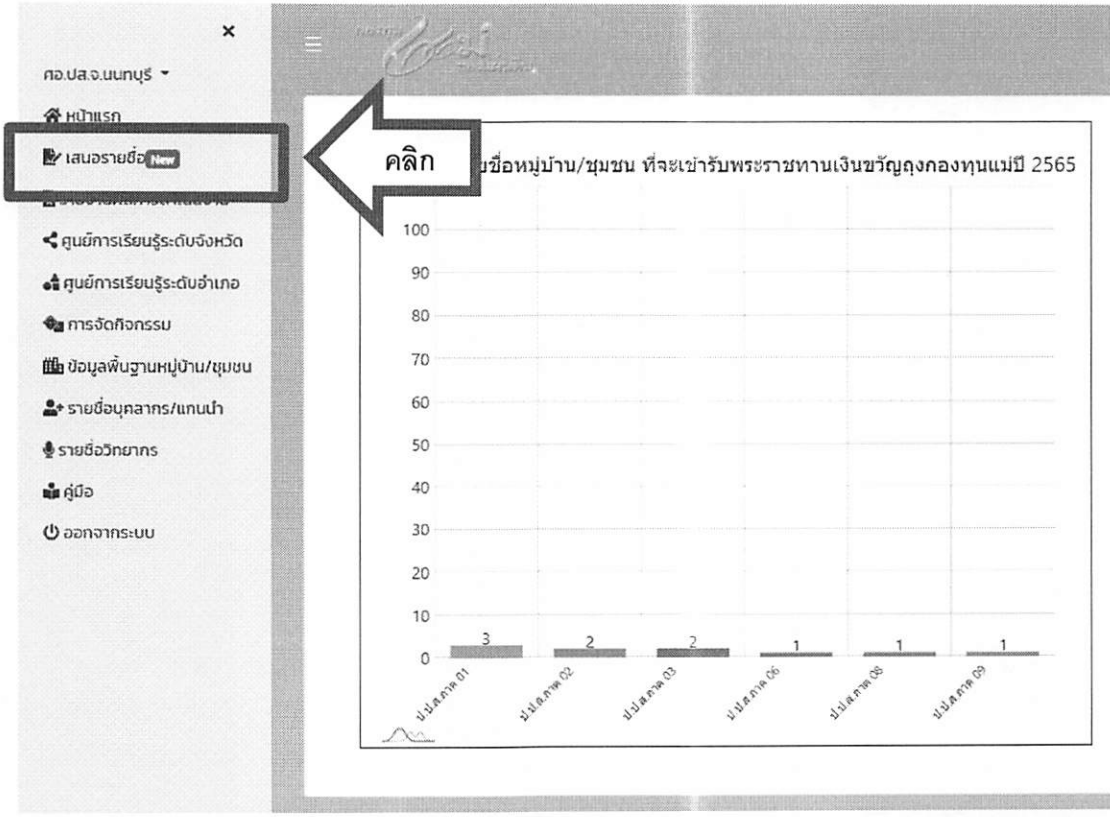 ×
ศอ.ปส.จ.นนทบุรี
หน้าแรก
เสนอรายชื่อ New
ศูนย์การเรียนรู้ระดับจังหวัด
ศูนย์การเรียนรู้ระดับอำเภอ
การจัดกิจกรรม
ข้อมูลพื้นฐานหมู่บ้าน/ชุมชน
รายชื่อบุคลากร/แกนนำ
รายชื่อวิทยากร
คู่มือ
ออกจากระบบ
คลิก
หมู่บ้าน/ชุมชน ที่จะเข้ารับพระราชทานเงินขวัญถุงกองทุนแม่ปี 2565
100
90
80
70
60
50
40
30
20
10
0
3
2
2
1
1
1
ป.ป.ส.ภาค 01
ป.ป.ส.ภาค 02
ป.ป.ส.ภาค 03
ป.ป.ส.ภาค 06
ป.ป.ส.ภาค 08
ป.ป.ส.ภาค 09